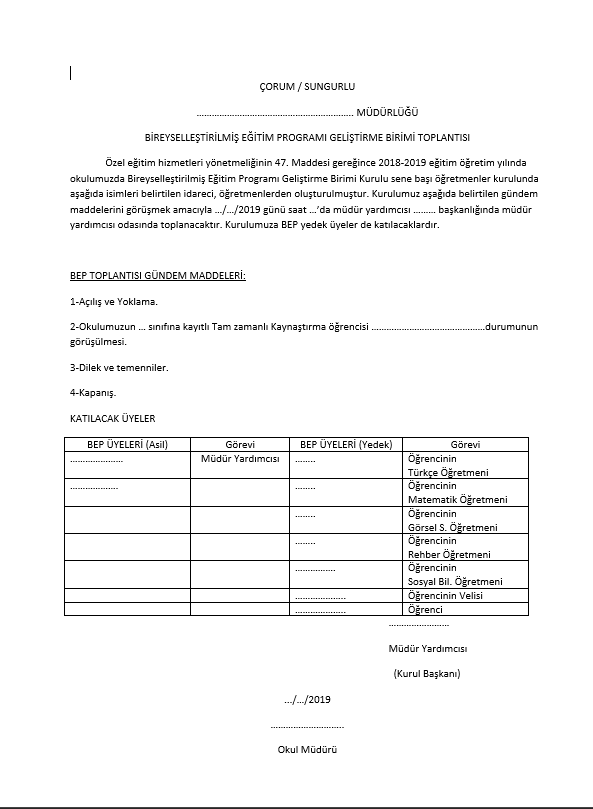 ÇORUM / SUNGURLU
…………………………………………………….. MÜDÜRLÜĞÜ
BİREYSELLEŞTİRİLMİŞ EĞİTİM PROGRAMI GELİŞTİRME BİRİMİ TOPLANTISI
Özel eğitim hizmetleri yönetmeliğinin 47. Maddesi gereğince 2018-2019 eğitim öğretim yılında
okulumuzda Bireyselleştirilmiş Eğitim Programı Geliştirme Birimi Kurulu sene başı öğretmenler kurulunda
aşağıda isimleri belirtilen idareci, öğretmenlerden oluşturulmuştur. Kurulumuz aşağıda belirtilen gündem
maddelerini görüşmek amacıyla …/…/2019 günü saat …'da müdür yardımcısı ……… başkanlığında müdür
yardımcısı odasında toplanacaktır. Kurulumuza BEP yedek üyeler de katılacaklardır.
BEP TOPLANTISI GÜNDEM MADDELERİ:
1-Açılış ve Yoklama.
2-Okulumuzun … sınıfına kayıtlı Tam zamanlı Kaynaştırma öğrencisi ………………………………………durumunun
görüşülmesi.
3-Dilek ve temenniler.
4-Kapanış.
KATILACAK ÜYELER
BEP ÜYELERİ (Asil) Görevi BEP ÜYELERİ (Yedek) Görevi
………………… Müdür Yardımcısı …….. Öğrencinin
Türkçe Öğretmeni
………………. …….. Öğrencinin
Matematik Öğretmeni
…….. Öğrencinin
Görsel S. Öğretmeni
…….. Öğrencinin
Rehber Öğretmeni
……………. Öğrencinin
Sosyal Bil. Öğretmeni
……………….. Öğrencinin Velisi
……………….. Öğrenci
……………………
Müdür Yardımcısı
(Kurul Başkanı)
…/…/2019
………………………..
Okul Müdürü